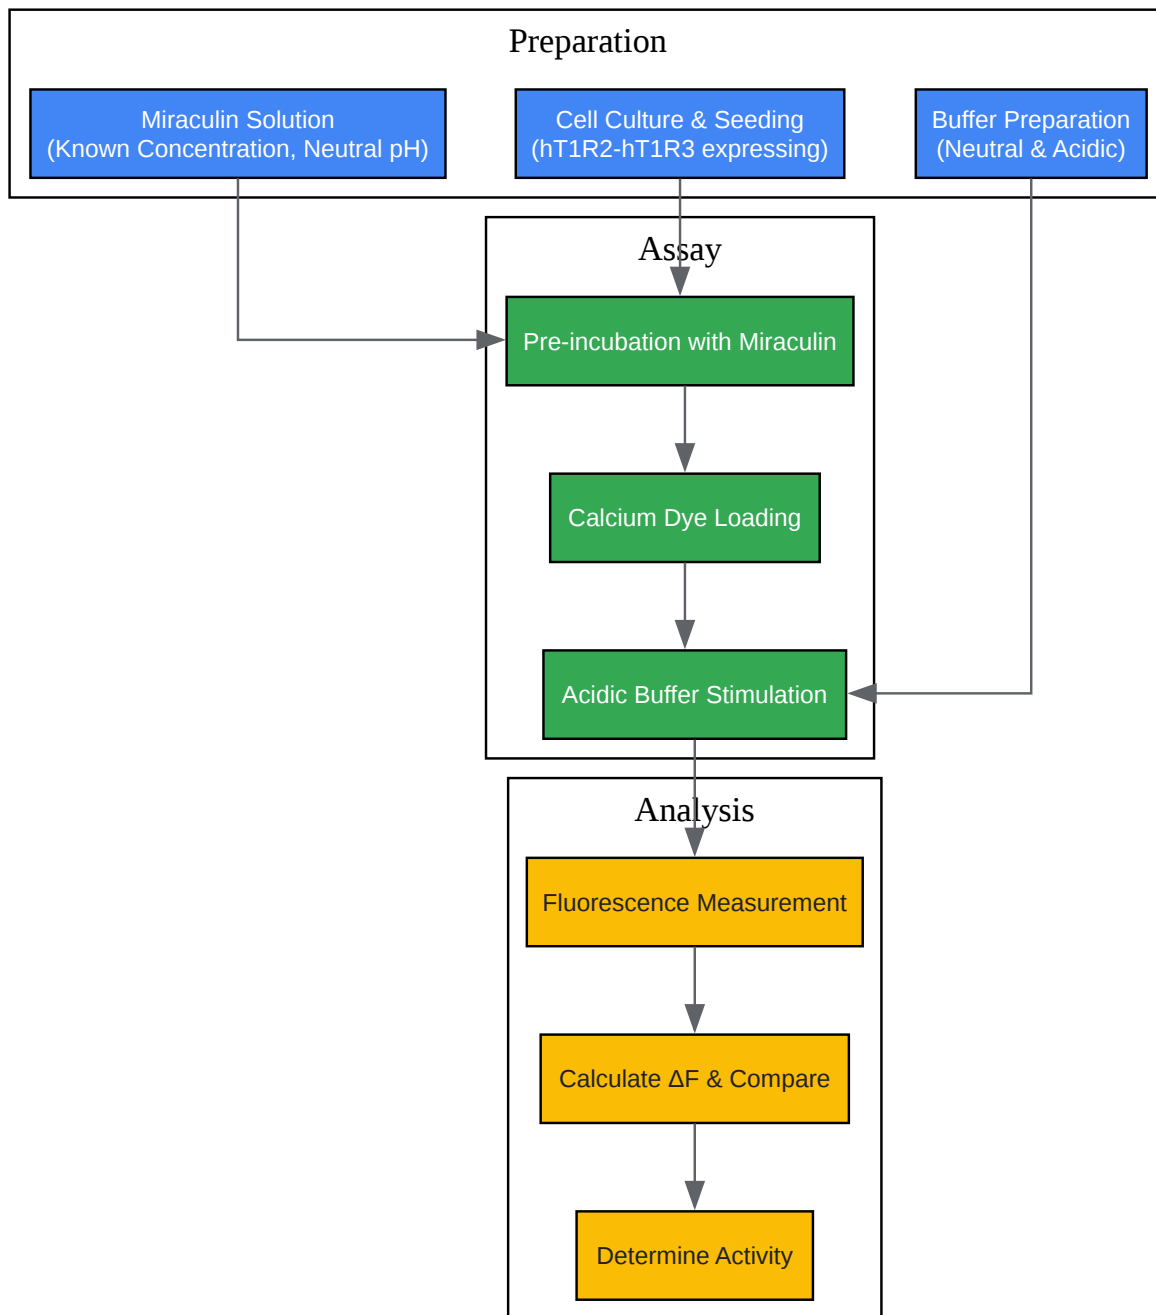 Preparation
Miraculin Solution
(Known Concentration, Neutral pH)
Cell Culture & Seeding
(hT1R2-hT1R3 expressing)
Buffer Preparation
(Neutral & Acidic)
Assay
Pre-incubation with Miraculin
Calcium Dye Loading
Acidic Buffer Stimulation
Analysis
Fluorescence Measurement
Calculate ΔF & Compare
Determine Activity